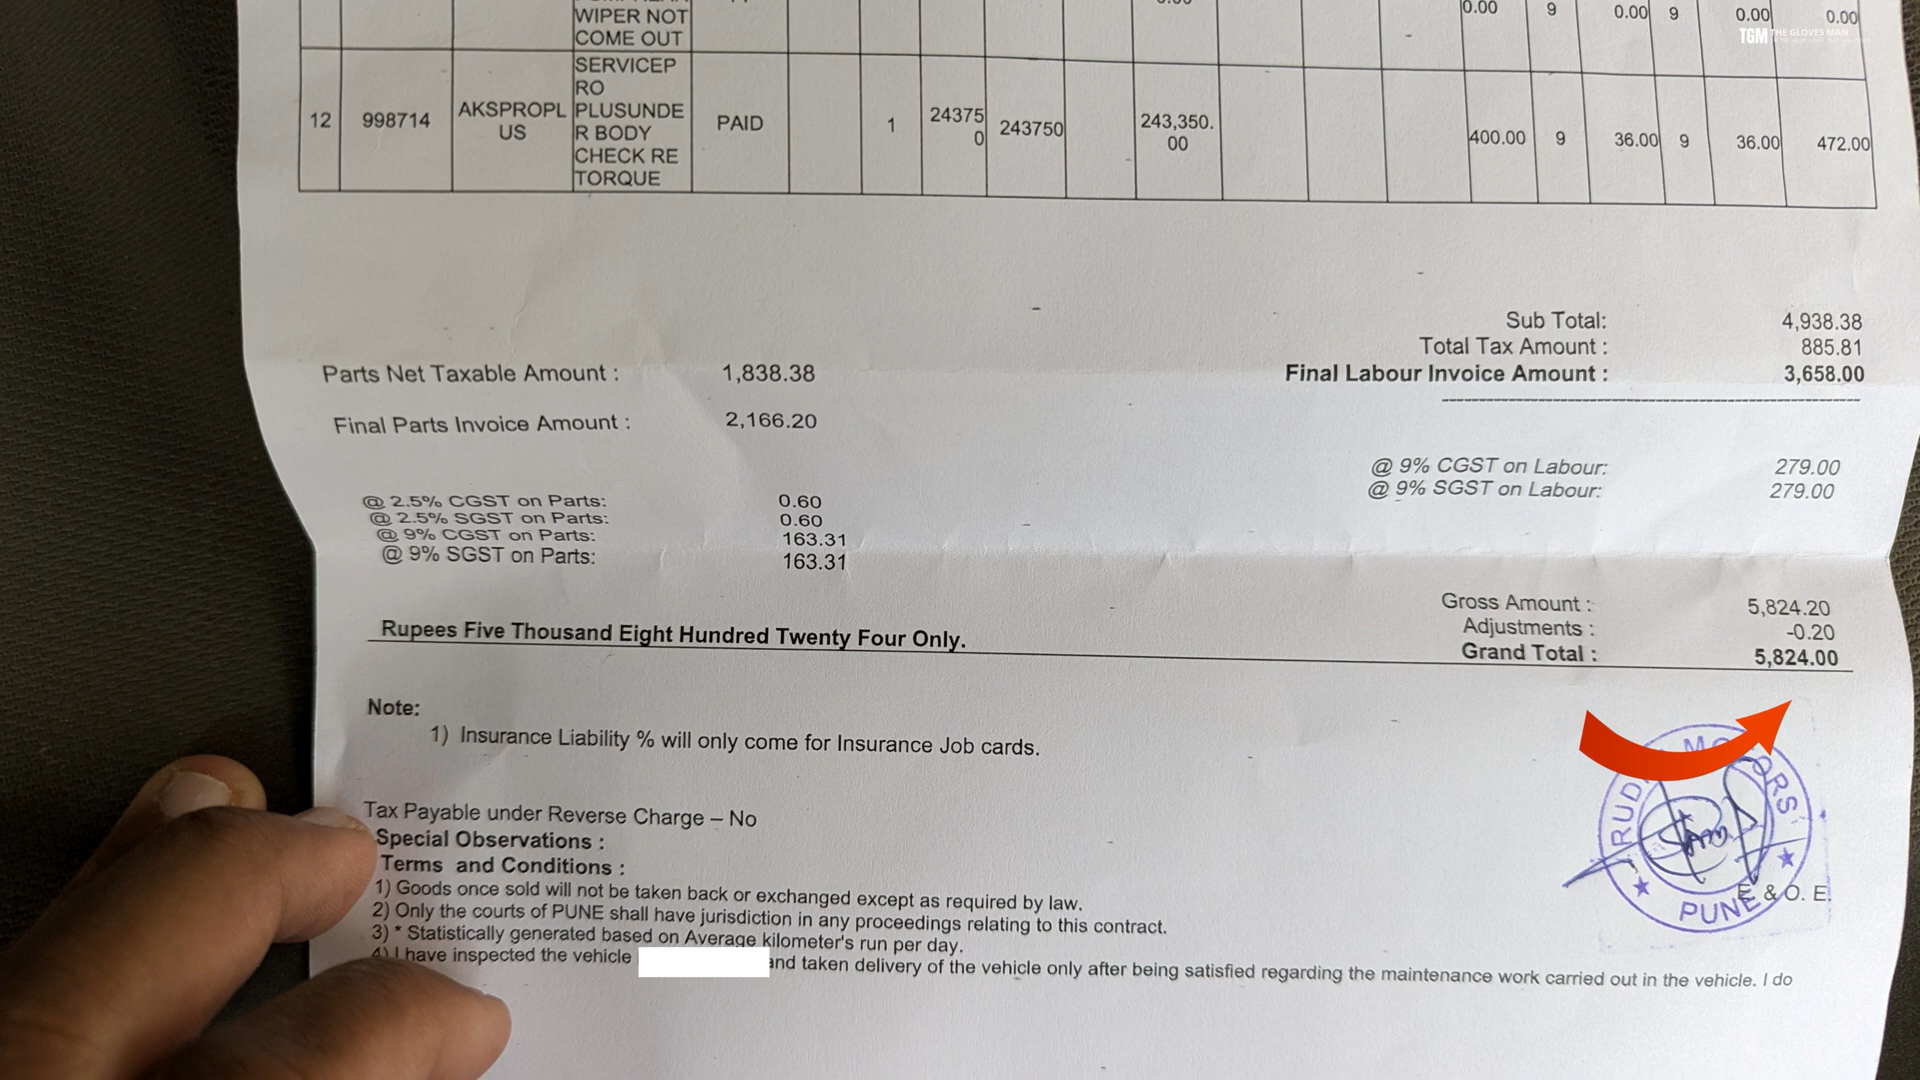 WIPER NOT
COME OUT
0.00 9 0.00 9 0.00 0.00
TGM THE GLOVES MAN
12 998714 AKSPROPL
US
SERVICEP
RO
PLUSUNDE
R BODY
CHECK RE
TORQUE
PAID 1 24375
0
243750 243,350.
00
400.00 9 36.00 9 36.00 472.00
Sub Total: 4,938.38
Total Tax Amount : 885.81
Final Labour Invoice Amount : 3,658.00
Parts Net Taxable Amount : 1,838.38
Final Parts Invoice Amount : 2,166.20
@ 9% CGST on Labour: 279.00
@ 9% SGST on Labour: 279.00
@ 2.5% CGST on Parts: 0.60
@ 2.5% SGST on Parts: 0.60
@ 9% CGST on Parts: 163.31
@ 9% SGST on Parts: 163.31
Gross Amount : 5,824.20
Adjustments : -0.20
Grand Total : 5,824.00
Rupees Five Thousand Eight Hundred Twenty Four Only.
Note:
1) Insurance Liability % will only come for Insurance Job cards.
MOTORS
PUNE
E. & O. E.
Tax Payable under Reverse Charge – No
Special Observations :
Terms and Conditions :
1) Goods once sold will not be taken back or exchanged except as required by law.
2) Only the courts of PUNE shall have jurisdiction in any proceedings relating to this contract.
3) * Statistically generated based on Average kilometer's run per day.
4) I have inspected the vehicle and taken delivery of the vehicle only after being satisfied regarding the maintenance work carried out in the vehicle. I do